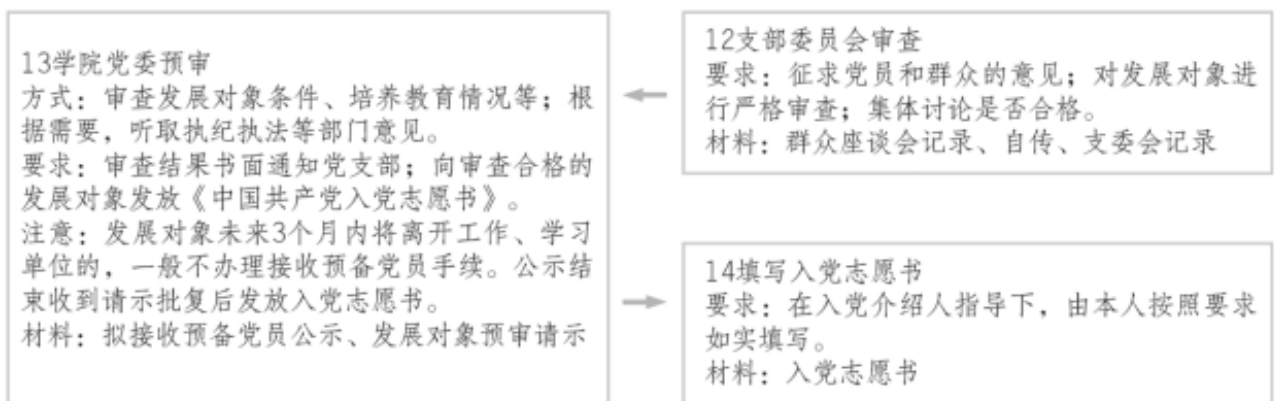 12支部委员会审查
要求：征求党员和群众的意见；对发展对象进
行严格审查；集体讨论是否合格。
材料：群众座谈会记录、自传、支委会记录
13学院党委预审
方式：审查发展对象条件、培养教育情况等；根
据需要，听取执纪执法等部门意见。
要求：审查结果书面通知党支部；向审查合格的
发展对象发放《中国共产党入党志愿书》。
注意：发展对象未来3个月内将离开工作、学习
单位的，一般不办理接收预备党员手续。公示结
束收到请示批复后发放入党志愿书。
材料：拟接收预备党员公示、发展对象预审请示
14填写入党志愿书
要求：在入党介绍人指导下，由本人按照要求
如实填写。
材料：入党志愿书